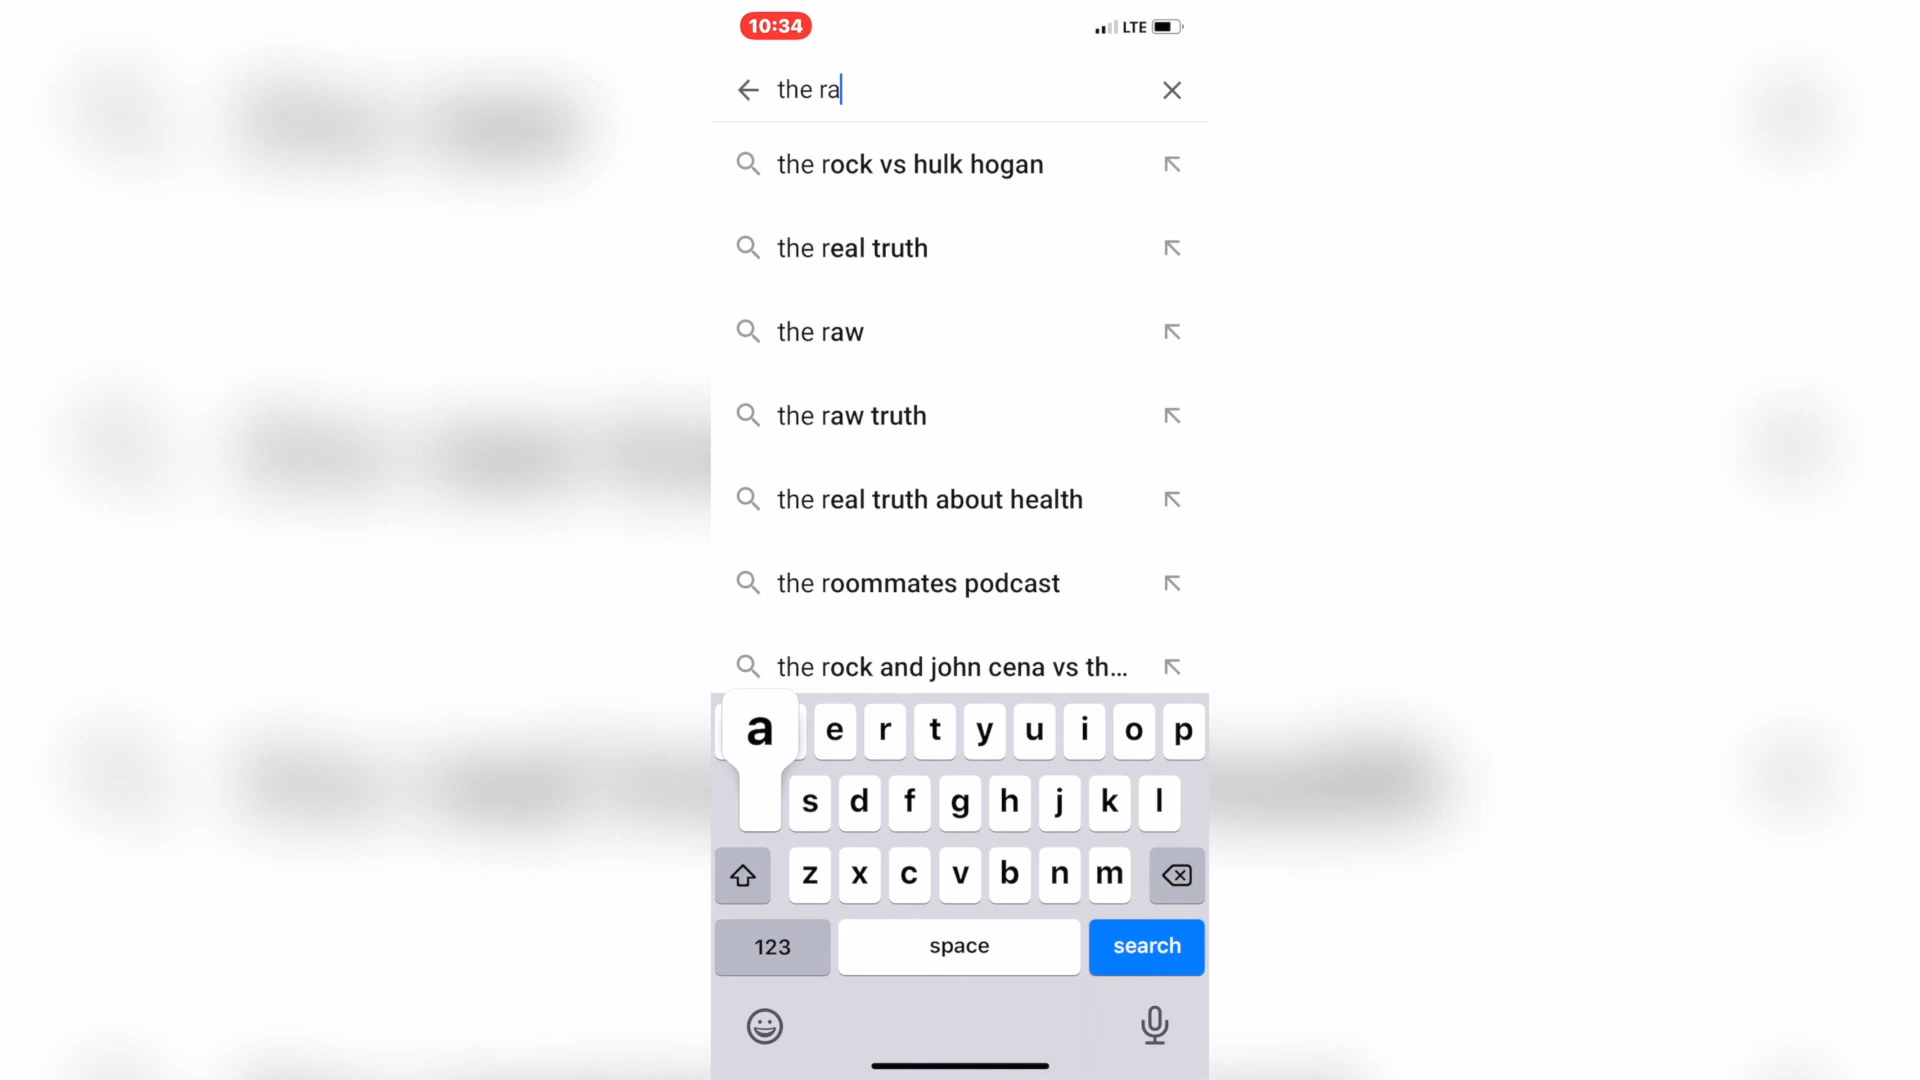 10:34
LTE
the ra
the rock vs hulk hogan
the real truth
the raw
the raw truth
the real truth about health
the roommates podcast
the rock and john cena vs th...
a e r t y u i o p
s d f g h j k l
z x c v b n m
123 space search